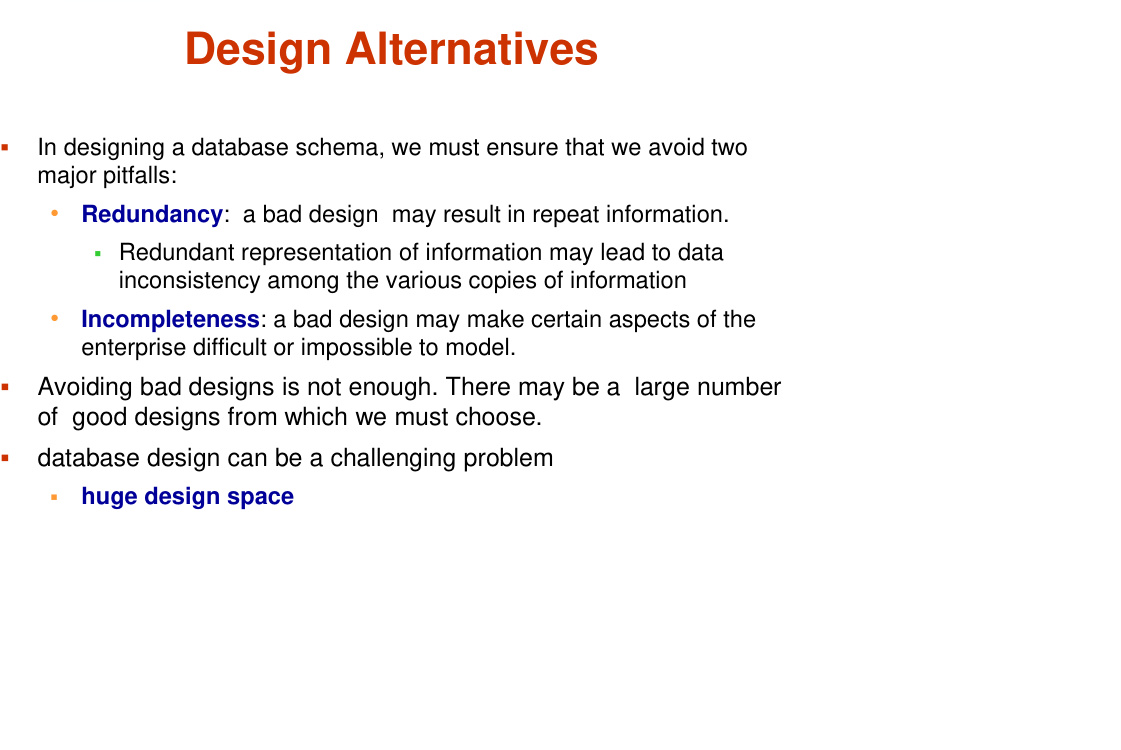 Design Alternatives
In designing a database schema, we must ensure that we avoid two
major pitfalls:
Redundancy:  a bad design  may result in repeat information.
Redundant representation of information may lead to data
inconsistency among the various copies of information
Incompleteness: a bad design may make certain aspects of the
enterprise difficult or impossible to model.
Avoiding bad designs is not enough. There may be a  large number
of  good designs from which we must choose.
database design can be a challenging problem
huge design space